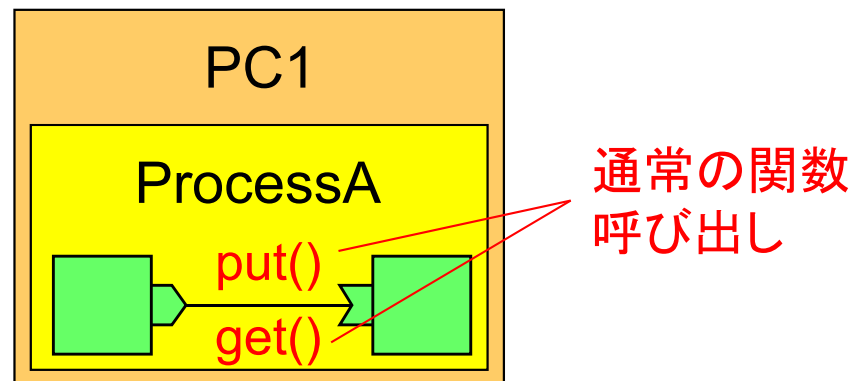 PC1
ProcessA
put()
get()
通常の関数
呼び出し